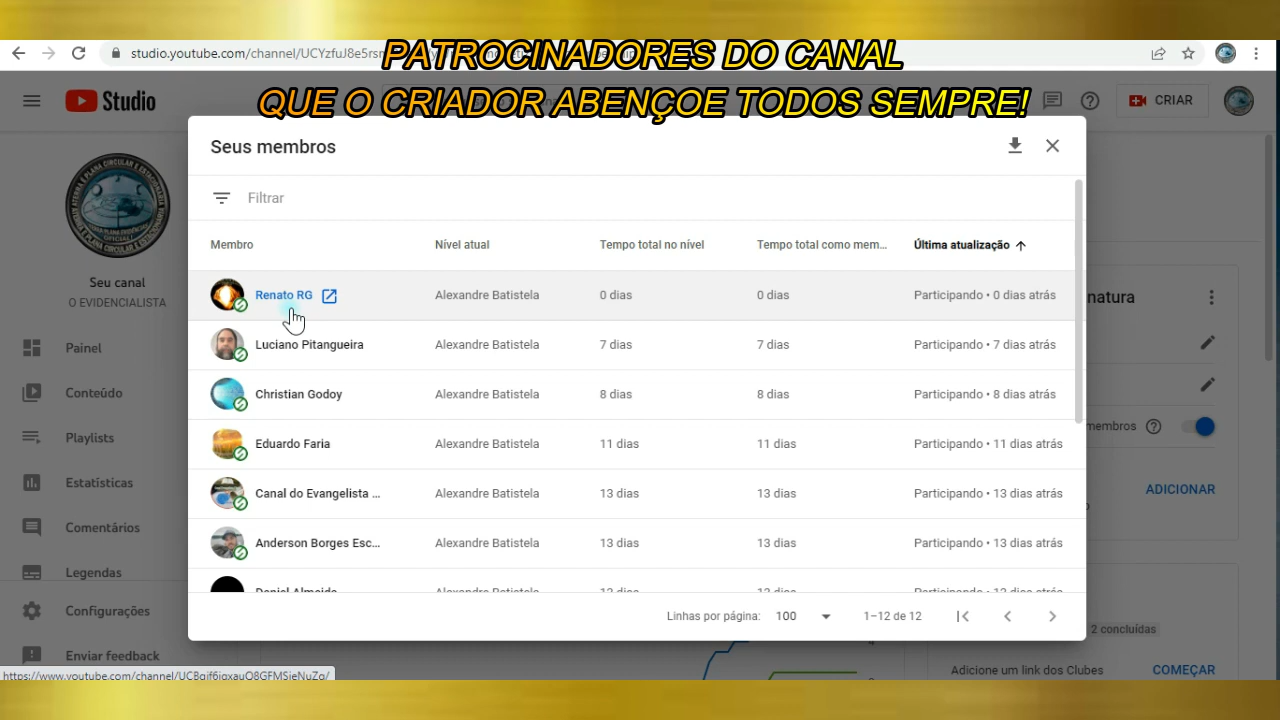 studio.youtube.com/channel/UCYzfuJ8e5rsr
PATROCINADORES DO CANAL
QUE O CRIADOR ABENÇOE TODOS SEMPRE!
Studio
CRIAR
Seus membros
Filtrar
Membro Nível atual Tempo total no nível Tempo total como mem... Última atualização
Renato RG Alexandre Batistela 0 dias 0 dias Participando • 0 dias atrás
Luciano Pitangueira Alexandre Batistela 7 dias 7 dias Participando • 7 dias atrás
Christian Godoy Alexandre Batistela 8 dias 8 dias Participando • 8 dias atrás
Eduardo Faria Alexandre Batistela 11 dias 11 dias Participando • 11 dias atrás
Canal do Evangelista ... Alexandre Batistela 13 dias 13 dias Participando • 13 dias atrás
Anderson Borges Esc... Alexandre Batistela 13 dias 13 dias Participando • 13 dias atrás
Daniel Almeida Alexandre Batistela
Linhas por página: 100 1–12 de 12
Seu canal
O EVIDENCIALISTA
Painel
Conteúdo
Playlists
Estatísticas
Comentários
Legendas
Configurações
Enviar feedback
natura
membros
ADICIONAR
2 concluídas
Adicione um link dos Clubes COMEÇAR